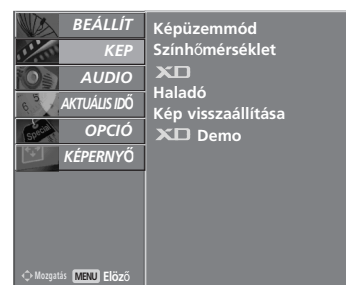 BEÁLLÍT
KEP
AUDIO
AKTUÁLIS IDŐ
OPCIÓ
KÉPERNYŐ
Mozgatás MENU Előző
Képüzemmód
Színhőmérséklet
XD
Haladó
Kép visszaállítása
XD Demo